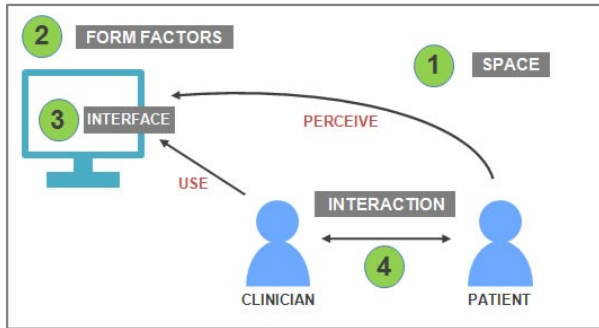 2 FORM FACTORS
1 SPACE
3 INTERFACE
PERCEIVE
USE
INTERACTION
4
CLINICIAN PATIENT